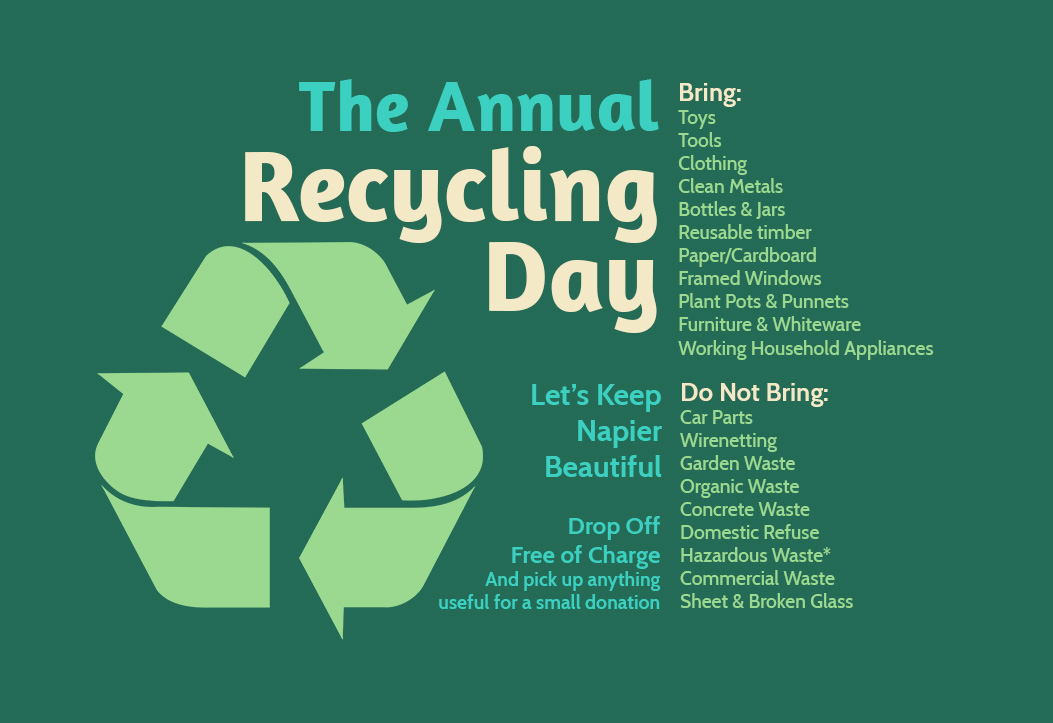 The Annual
Recycling
Day
Let's Keep
Napier
Beautiful
Drop Off
Free of Charge
And pick up anything
useful for a small donation
Bring:
Toys
Tools
Clothing
Clean Metals
Bottles & Jars
Reusable timber
Paper/Cardboard
Framed Windows
Plant Pots & Punnets
Furniture & Whiteware
Working Household Appliances
Do Not Bring:
Car Parts
Wirenetting
Garden Waste
Organic Waste
Concrete Waste
Domestic Refuse
Hazardous Waste*
Commercial Waste
Sheet & Broken Glass